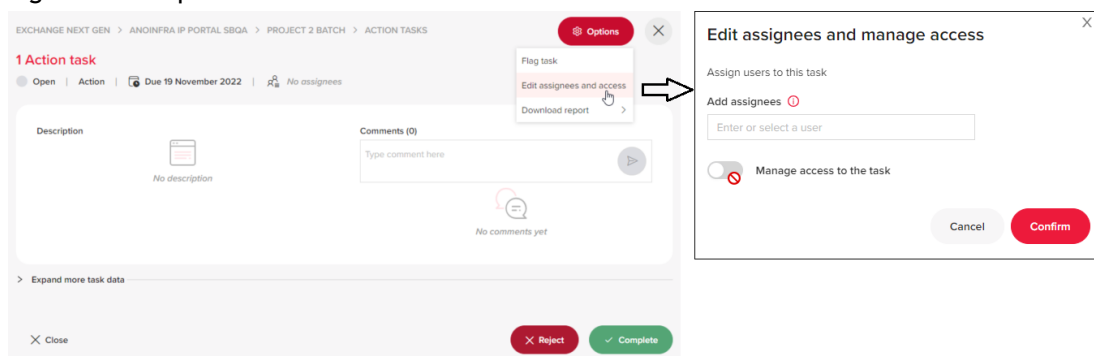 EXCHANGE NEXT GEN > ANOINFRA IP PORTAL SBQA > PROJECT 2 BATCH > ACTION TASKS
Options
1 Action task
Open | Action | Due 19 November 2022 | No assignees
Flag task
Edit assignees and access
Download report >
Description
No description
Comments (0)
Type comment here
No comments yet
> Expand more task data
Close
Reject
Complete
Edit assignees and manage access
X
Assign users to this task
Add assignees
Enter or select a user
Manage access to the task
Cancel
Confirm